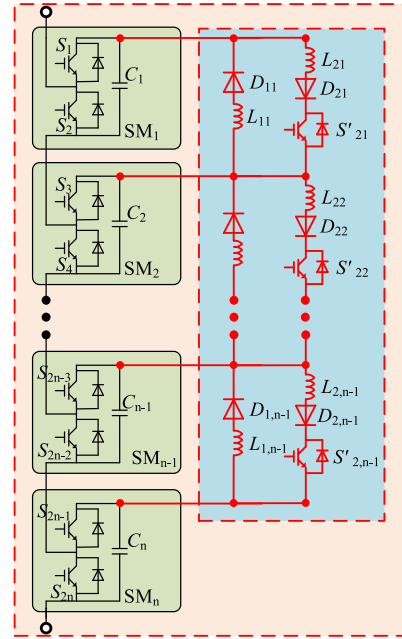 S₁
C₁
S₂
SM₁
D₁₁
L₁₁
L₂₁
D₂₁
S'₂₁
S₃
C₂
S₄
SM₂
L₂₂
D₂₂
S'₂₂
S₂ₙ₋₃
Cₙ₋₁
S₂ₙ₋₂
SMₙ₋₁
D₁,ₙ₋₁
L₁,ₙ₋₁
L₂,ₙ₋₁
D₂,ₙ₋₁
S'₂,ₙ₋₁
S₂ₙ₋₁
Cₙ
S₂ₙ
SMₙ